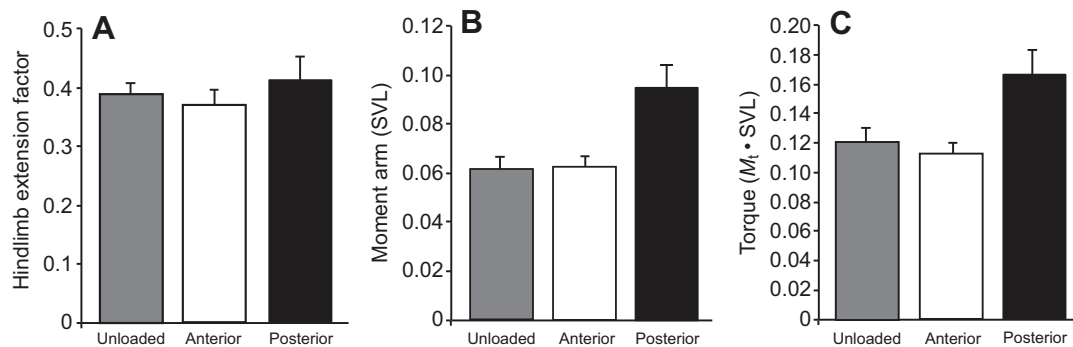 A
Hindlimb extension factor
0.5
0.4
0.3
0.2
0.1
0
Unloaded Anterior Posterior
B
Moment arm (SVL)
0.12
0.10
0.08
0.06
0.04
0.02
0
Unloaded Anterior Posterior
C
Torque (Mt • SVL)
0.20
0.18
0.16
0.14
0.12
0.10
0.08
0.06
0.04
0.02
0
Unloaded Anterior Posterior